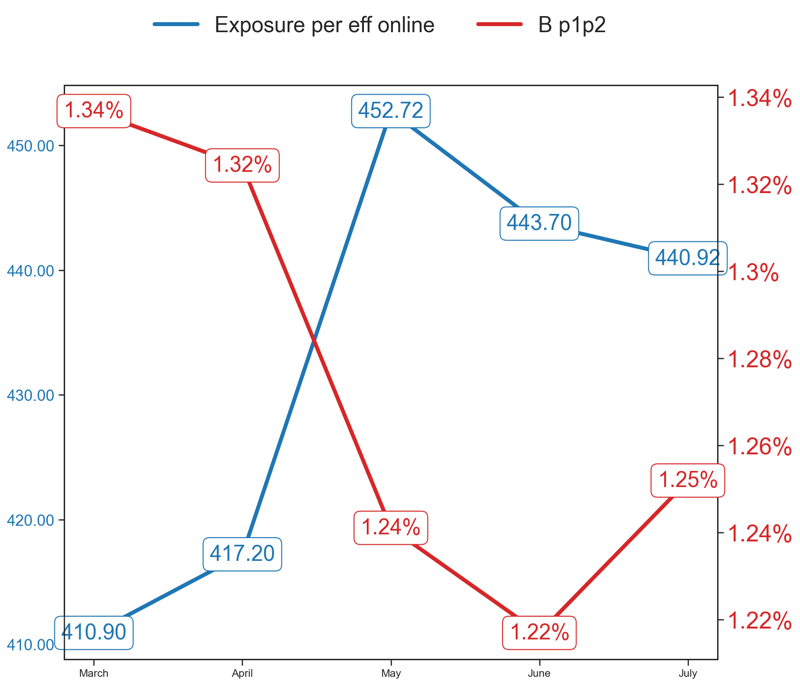 Exposure per eff online B p1p2
1.34% 1.34%
450.00 452.72
1.32% 1.32%
443.70
440.00 440.92 1.3%
430.00 1.28%
1.26%
1.25%
420.00 1.24% 1.24%
417.20
410.00 410.90 1.22% 1.22%
March April May June July